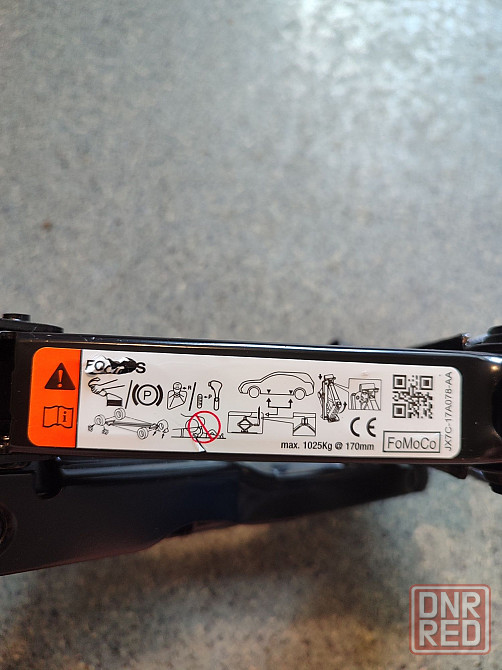 P
R
max. 1025Kg @ 170mm
CE
FoMoCo
JX7C-17A078-AA
DNR
RED